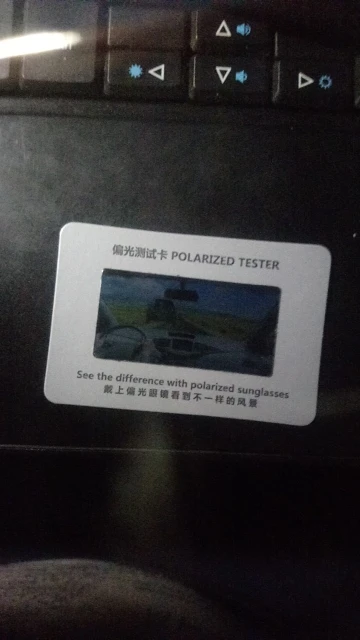 偏光测试卡 POLARIZED TESTER
See the difference with polarized sunglasses
戴上偏光眼镜看到不一样的风景